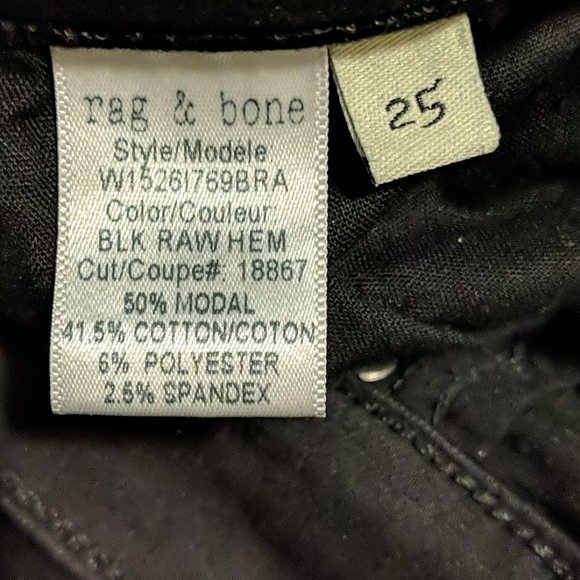 rag & bone
Style/Modele
W1526I769BRA
Color/Couleur:
BLK RAW HEM
Cut/Coupe#: 18867
50% MODAL
41.5% COTTON/COTON
6% POLYESTER
2.5% SPANDEX
25